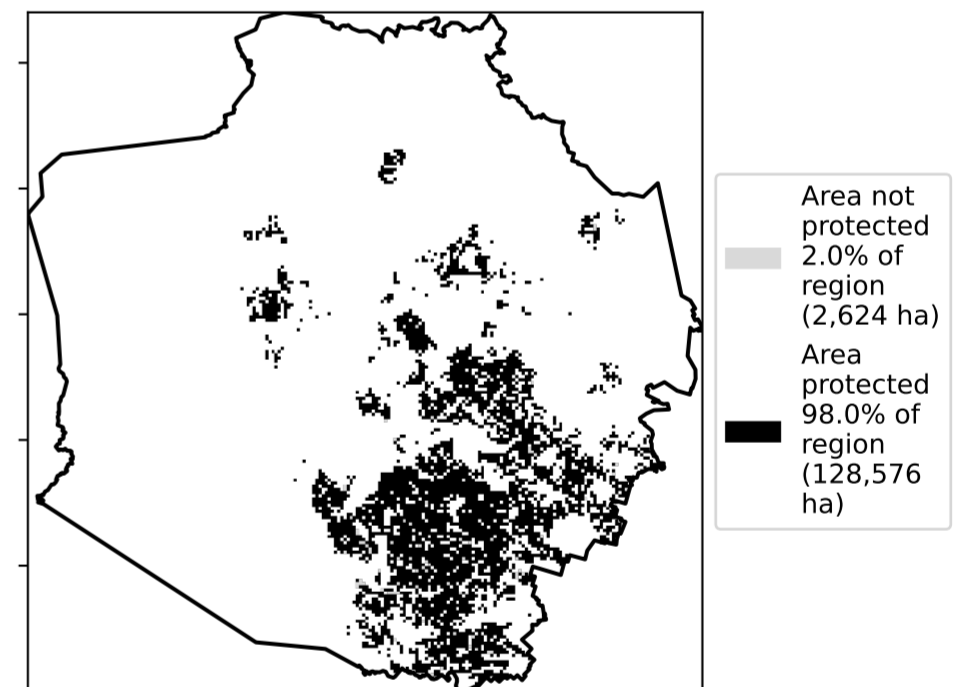 Area not
protected
2.0% of
region
(2,624 ha)
Area
protected
98.0% of
region
(128,576
ha)